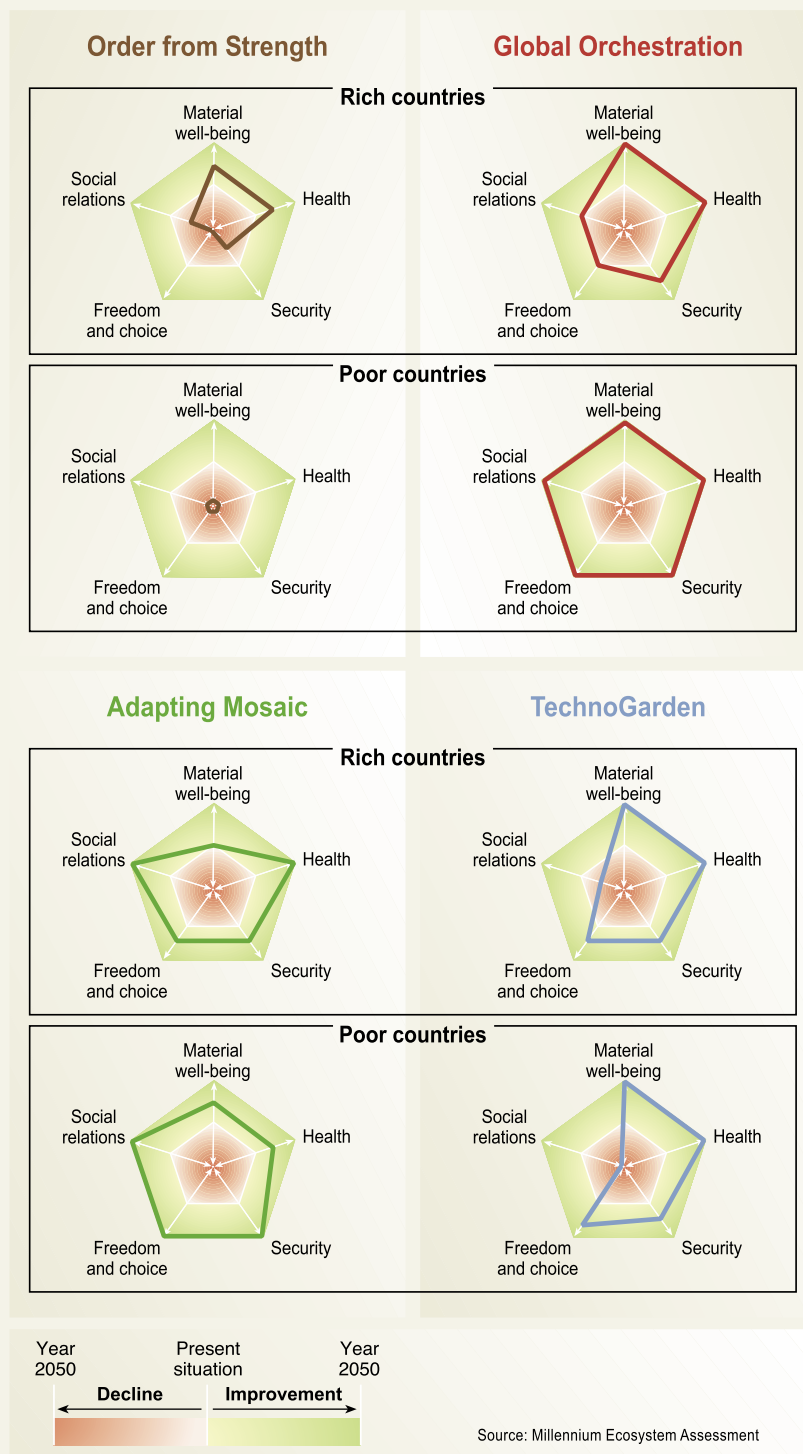 Order from Strength
Global Orchestration
Rich countries
Material
well-being
Social
relations
Health
Freedom
and choice
Security
Material
well-being
Social
relations
Health
Freedom
and choice
Security
Poor countries
Material
well-being
Social
relations
Health
Freedom
and choice
Security
Material
well-being
Social
relations
Health
Freedom
and choice
Security
Adapting Mosaic
TechnoGarden
Rich countries
Material
well-being
Social
relations
Health
Freedom
and choice
Security
Material
well-being
Social
relations
Health
Freedom
and choice
Security
Poor countries
Material
well-being
Social
relations
Health
Freedom
and choice
Security
Material
well-being
Social
relations
Health
Freedom
and choice
Security
Year
2050
Present
situation
Year
2050
Decline
Improvement
Source: Millennium Ecosystem Assessment